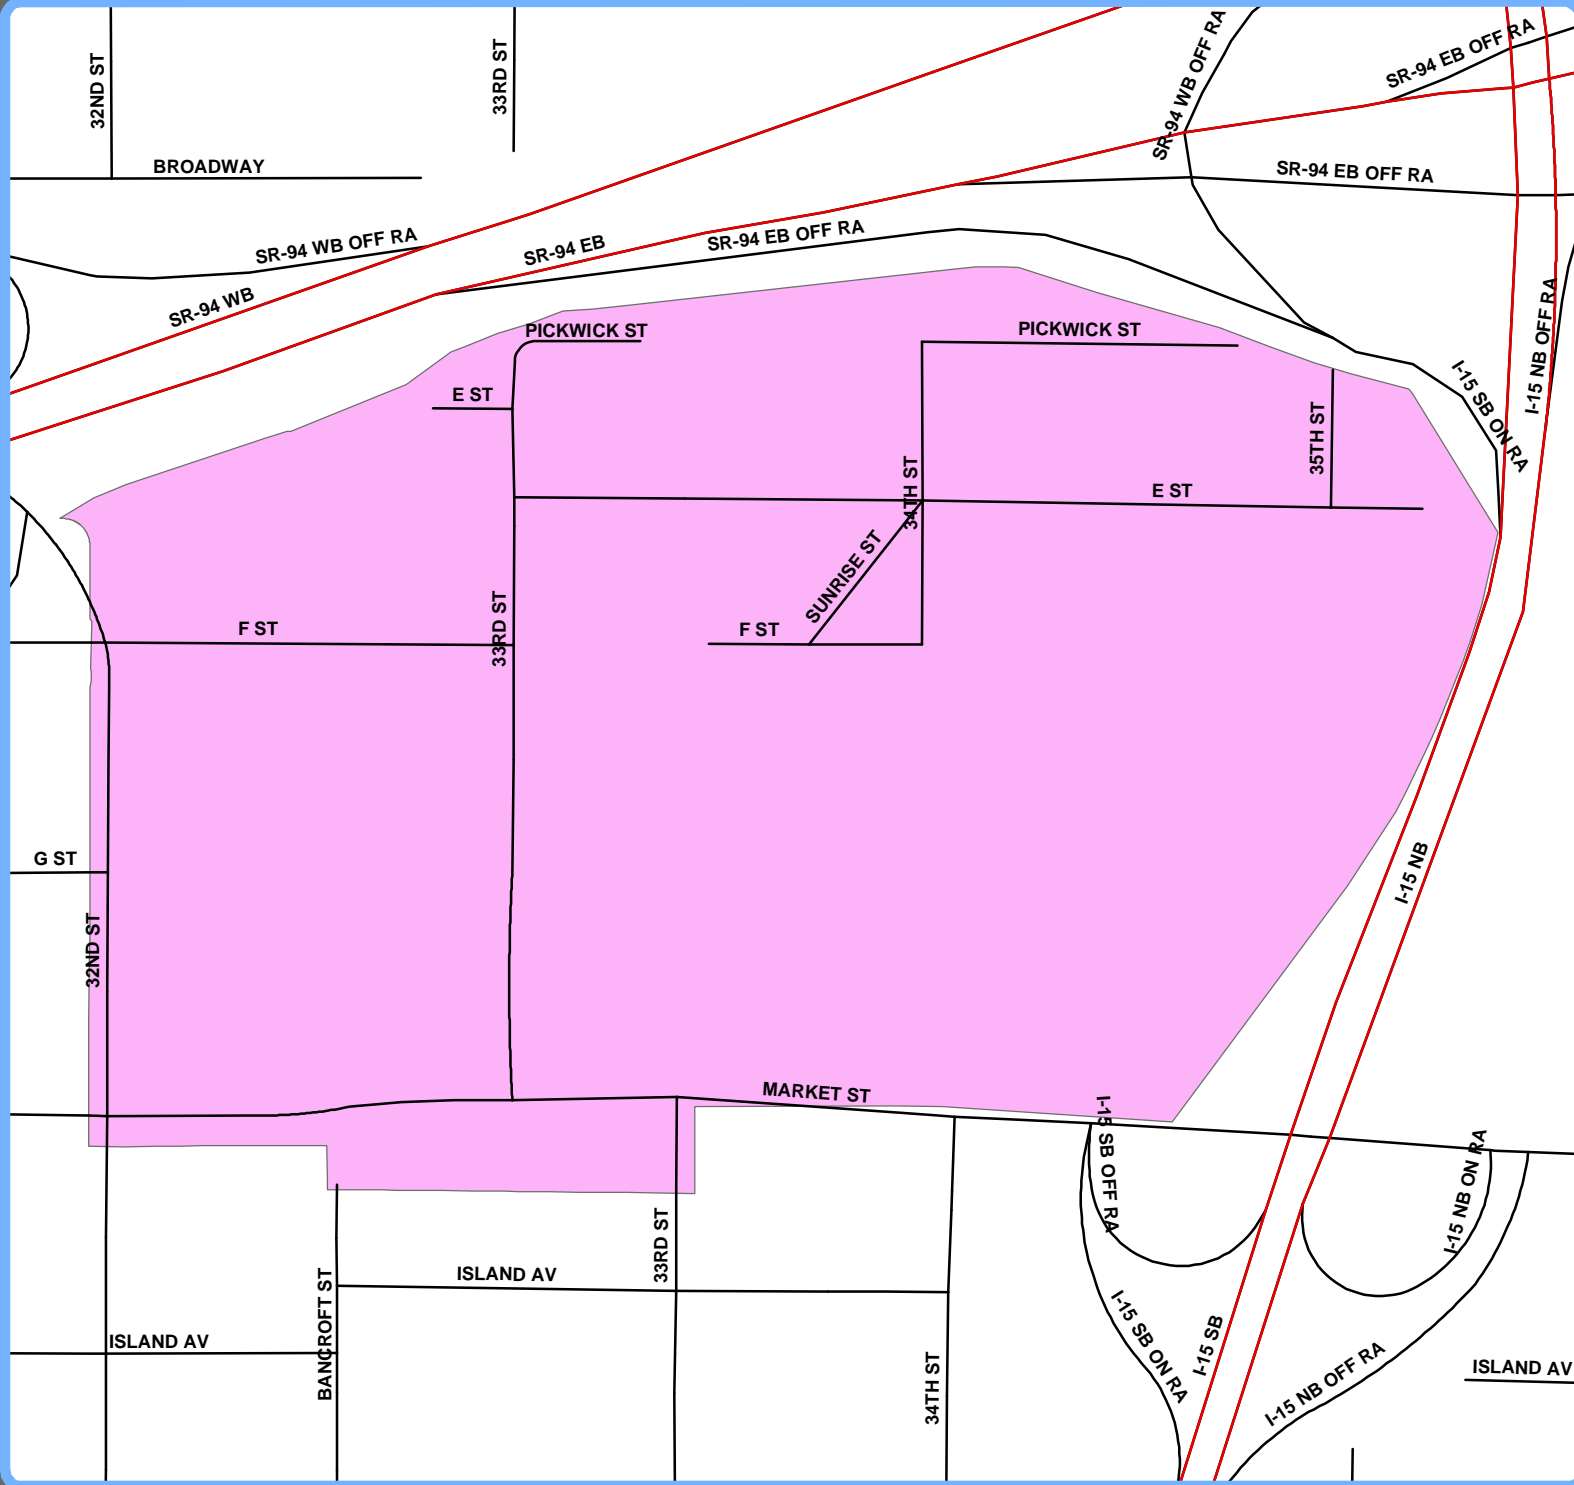 32ND ST
33RD ST
SR-94 WB OFF RA
SR-94 EB OFF RA
BROADWAY
SR-94 EB OFF RA
SR-94 WB OFF RA
SR-94 EB
SR-94 EB OFF RA
SR-94 WB
I-15 NB OFF RA
PICKWICK ST
PICKWICK ST
E ST
I-15 SB ON RA
35TH ST
34TH ST
E ST
SUNRISE ST
33RD ST
F ST
F ST
G ST
I-15 NB
32ND ST
MARKET ST
I-15 SB OFF RA
I-15 NB ON RA
33RD ST
ISLAND AV
BANCROFT ST
ISLAND AV
I-15 SB ON RA
I-15 SB
34TH ST
I-15 NB OFF RA
ISLAND AV